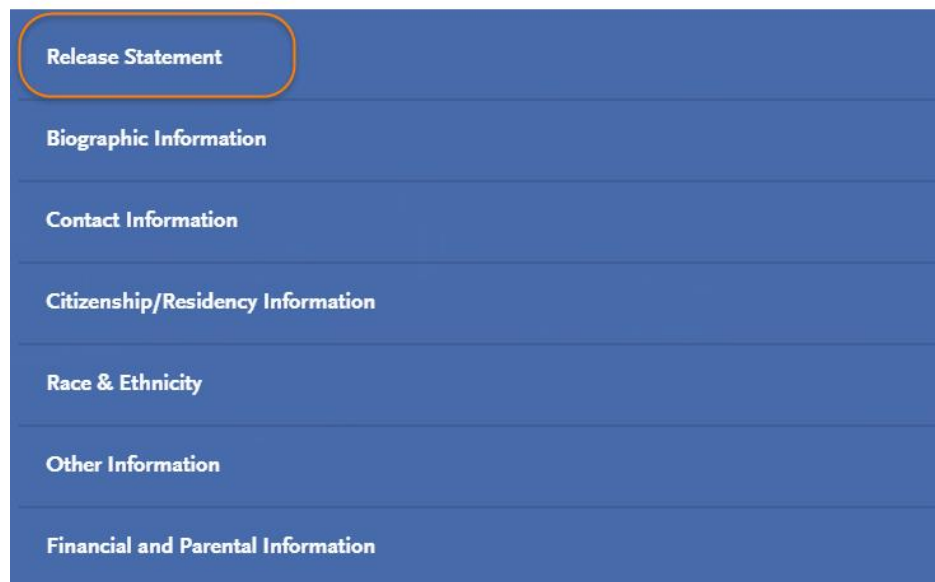 Release Statement
Biographic Information
Contact Information
Citizenship/Residency Information
Race & Ethnicity
Other Information
Financial and Parental Information